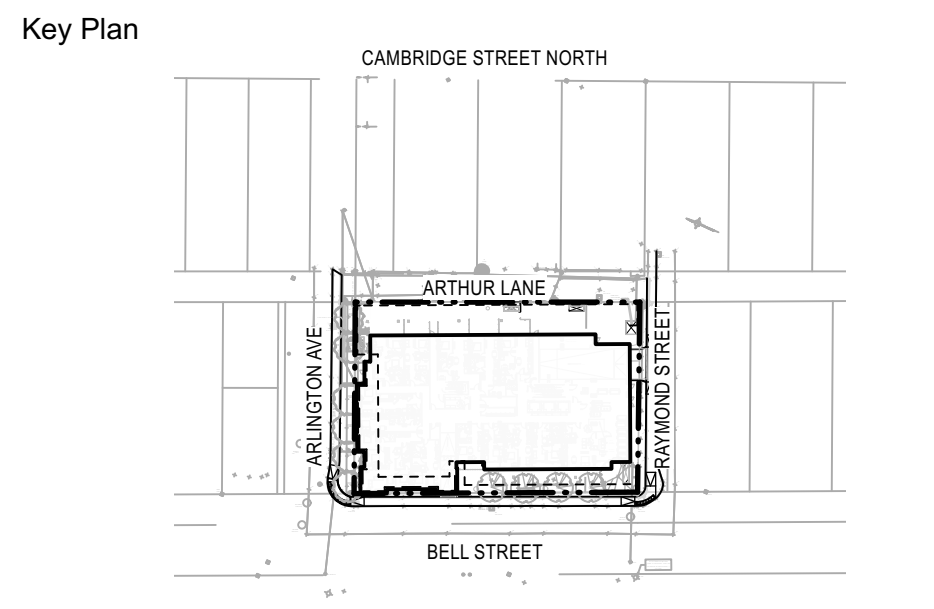 Key Plan
CAMBRIDGE STREET NORTH
ARTHUR LANE
ARLINGTON AVE
RAYMOND STREET
BELL STREET